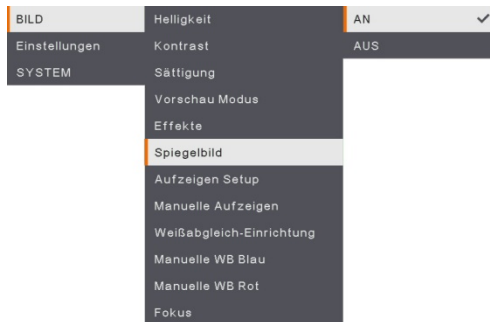 BILD
Einstellungen
SYSTEM
Helligkeit
Kontrast
Sättigung
Vorschau Modus
Effekte
Spiegelbild
Aufzeigen Setup
Manuelle Aufzeigen
Weißabgleich-Einrichtung
Manuelle WB Blau
Manuelle WB Rot
Fokus
AN
AUS